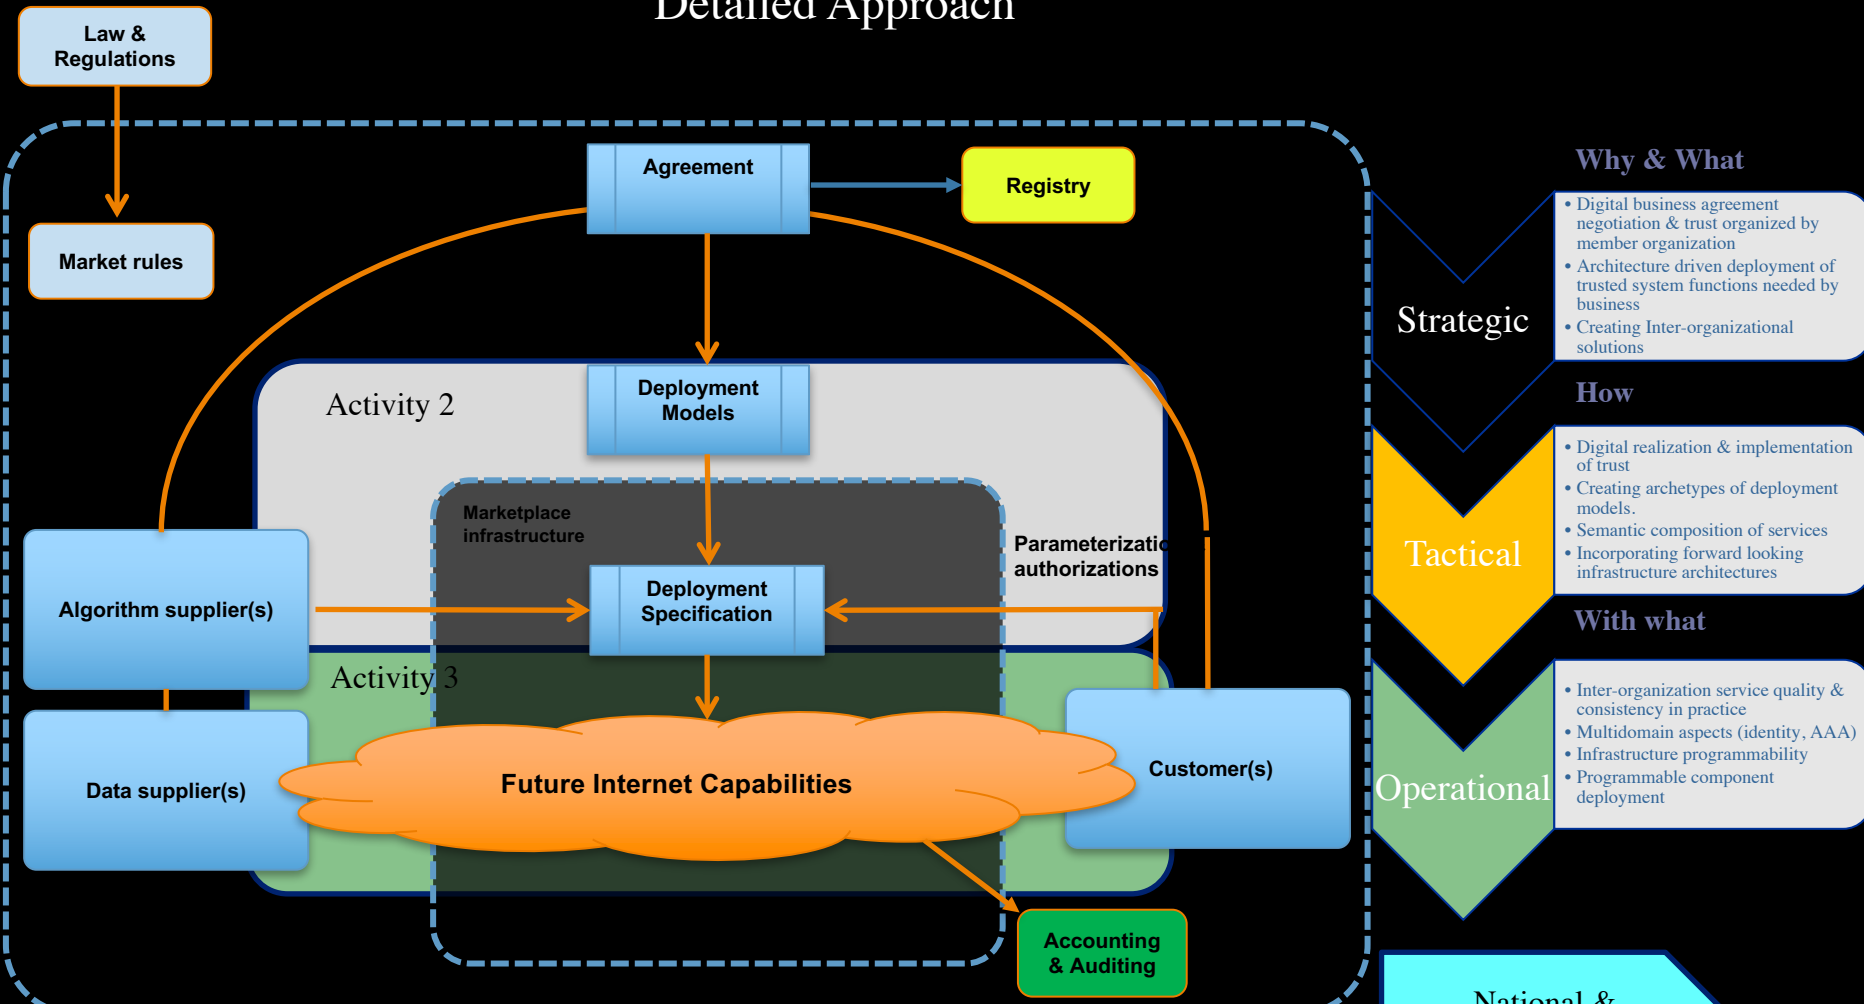 Detailed Approach
Law &
Regulations
Market rules
Agreement
Registry
Activity 2
Deployment
Models
Marketplace
infrastructure
Parameterizatio
authorizations
Algorithm supplier(s)
Deployment
Specification
Activity 3
Data supplier(s)
Future Internet Capabilities
Customer(s)
Accounting
& Auditing
Why & What
Strategic
• Digital business agreement
negotiation & trust organized by
member organization
• Architecture driven deployment of
trusted system functions needed by
business
• Creating Inter-organizational
solutions
How
Tactical
• Digital realization & implementation
of trust
• Creating archetypes of deployment
models.
• Semantic composition of services
• Incorporating forward looking
infrastructure architectures
With what
Operational
• Inter-organization service quality &
consistency in practice
• Multidomain aspects (identity, AAA)
• Infrastructure programmability
• Programmable component
deployment
National &